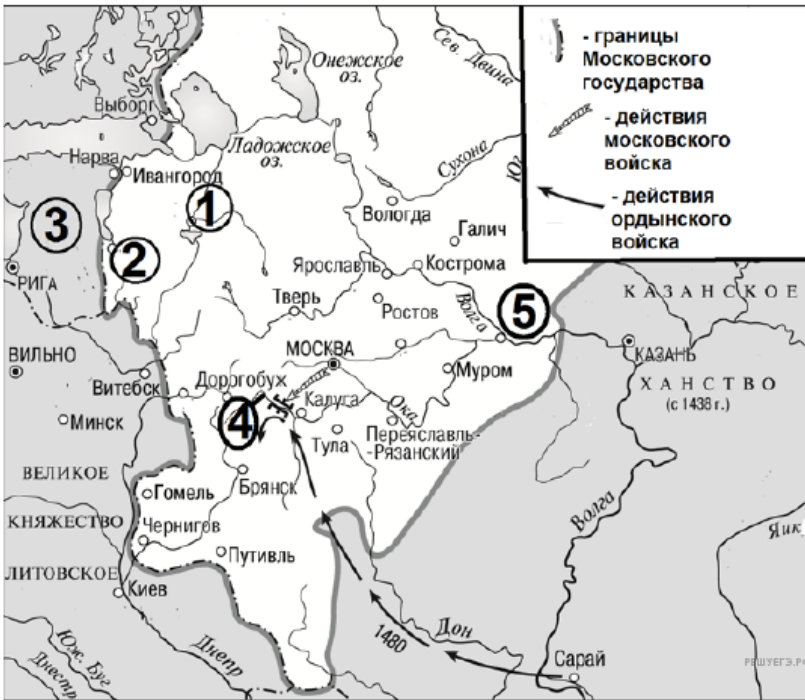 - границы
Московского
государства
- действия
московского
войска
- действия
ордынского
войска
Онежское
оз.
Сев. Двина
Выборг
Ладожское
оз.
Сухона
Юг
Нарва
Ивангород
1
Вологда
3
Галич
2
Ярославль
Кострома
РИГА
Тверь
Ростов
Волга
5
КАЗАНСКОЕ
ВИЛЬНО
МОСКВА
КАЗАНЬ
Витебск
Дорогобуж
Муром
ХАНСТВО
(с 1438 г.)
Минск
4
Калуга
Ока
Тула
Переяславль-
-Рязанский
ВЕЛИКОЕ
Брянск
Гомель
Волга
КНЯЖЕСТВО
Чернигов
Яик
Путивль
ЛИТОВСКОЕ
Киев
1480
Дон
Юж. Буг
Днестр
Днепр
Сарай
РЕШУЕГЭ.РФ